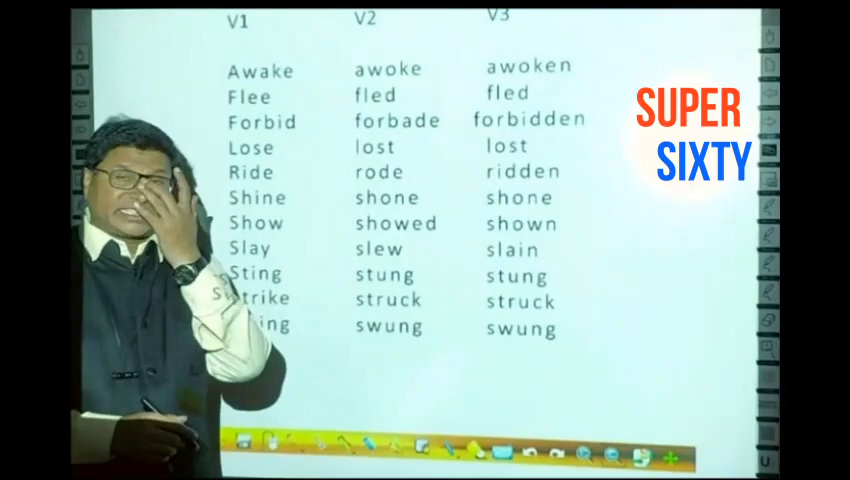 V1 V2 V3
Awake awoke awoken
Flee fled fled
Forbid forbade forbidden
Lose lost lost
Ride rode ridden
Shine shone shone
Show showed shown
Slay slew slain
Sting stung stung
Strike struck struck
swung swung
SUPER
SIXTY